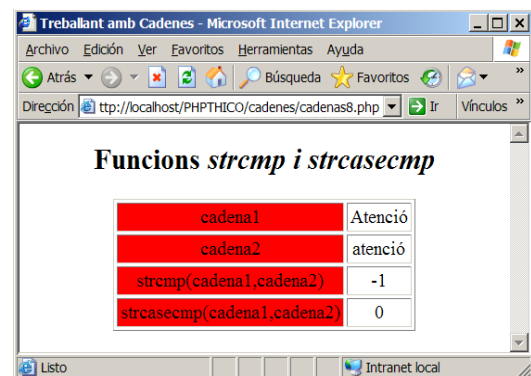 Treballant amb Cadenes - Microsoft Internet Explorer
Archivo Edición Ver Favoritos Herramientas Ayuda
Atrás Búsqueda Favoritos »
Dirección ttp://localhost/PHPTHICO/cadenes/cadenas8.php Ir Vínculos »
Funcions strcmp i strcasecmp
cadena1 Atenció
cadena2 atenció
strcmp(cadena1,cadena2) -1
strcasecmp(cadena1,cadena2) 0
Listo Intranet local